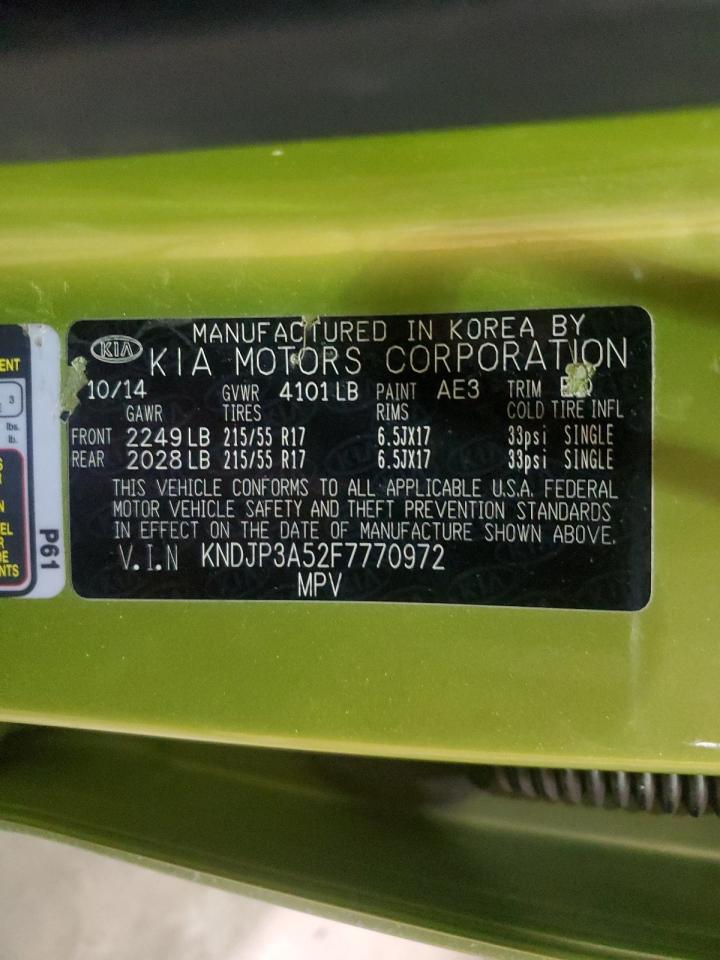 MANUFACTURED IN KOREA BY
KIA KIA MOTORS CORPORATION
10/14 GVWR 4101 LB PAINT AE3 TRIM
GAWR TIRES RIMS COLD TIRE INFL
FRONT 2249 LB 215/55 R17 6.5JX17 33psi SINGLE
REAR 2028 LB 215/55 R17 6.5JX17 33psi SINGLE
THIS VEHICLE CONFORMS TO ALL APPLICABLE U.S.A. FEDERAL
MOTOR VEHICLE SAFETY AND THEFT PREVENTION STANDARDS
IN EFFECT ON THE DATE OF MANUFACTURE SHOWN ABOVE.
V.I.N KNDJP3A52F7770972
MPV
3
lbs.
lb.
P61